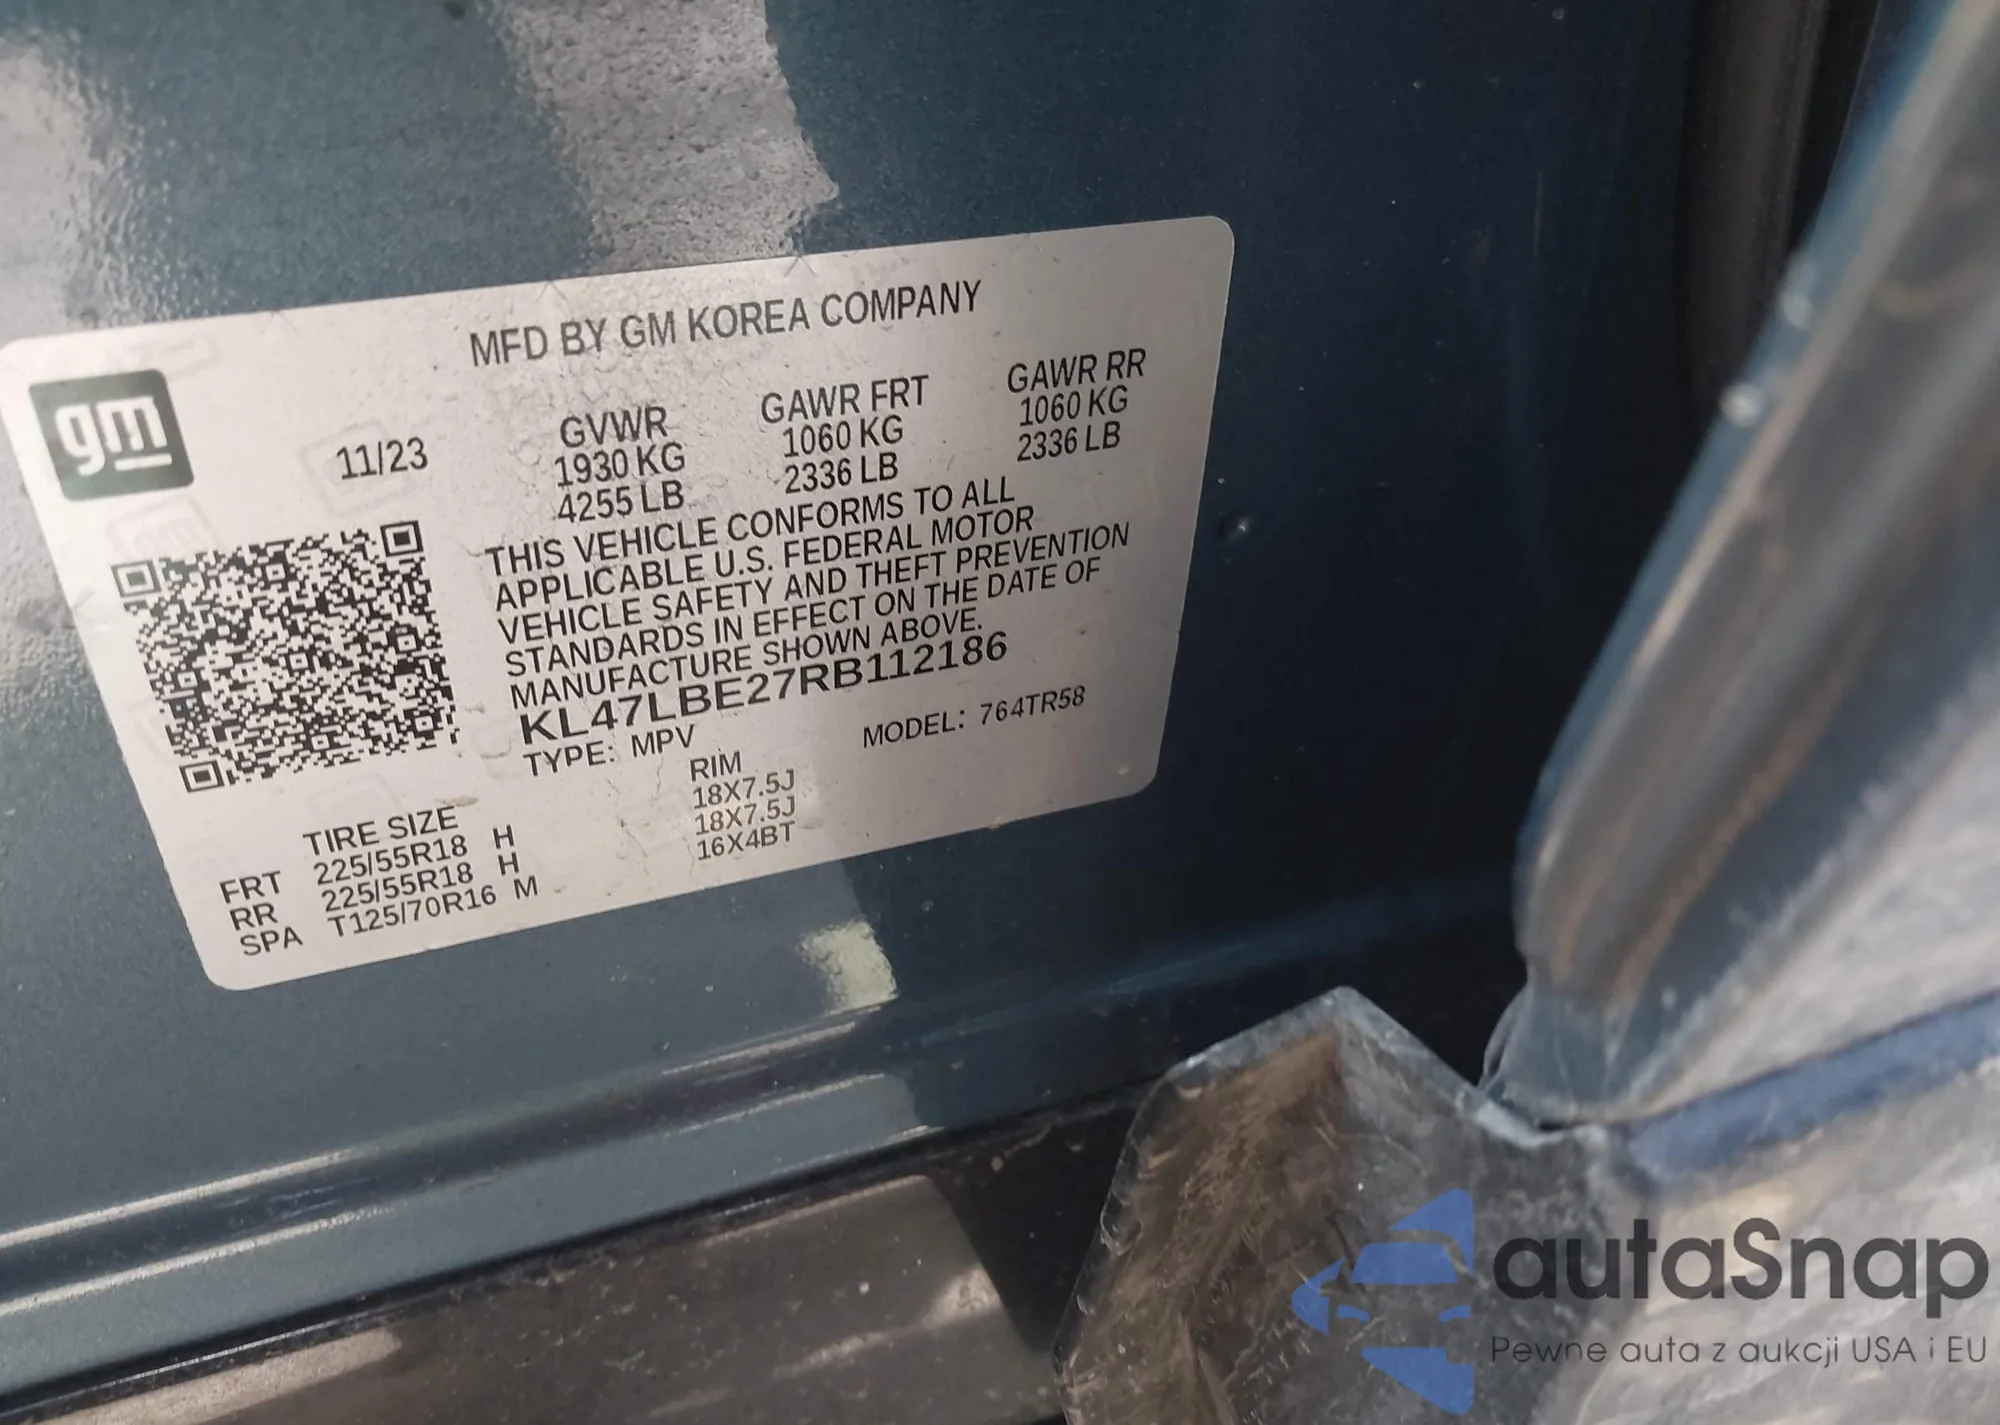 MFD BY GM KOREA COMPANY
gm
11/23
GVWR
1930 KG
4255 LB
GAWR FRT
1060 KG
2336 LB
GAWR RR
1060 KG
2336 LB
THIS VEHICLE CONFORMS TO ALL
APPLICABLE U.S. FEDERAL MOTOR
VEHICLE SAFETY AND THEFT PREVENTION
STANDARDS IN EFFECT ON THE DATE OF
MANUFACTURE SHOWN ABOVE.
KL47LBE27RB112186
TYPE: MPV MODEL: 764TR58
TIRE SIZE RIM
FRT 225/55R18 H 18X7.5J
RR 225/55R18 H 18X7.5J
SPA T125/70R16 M 16X4BT
autaSnap
Pewne auta z aukcji USA i EU